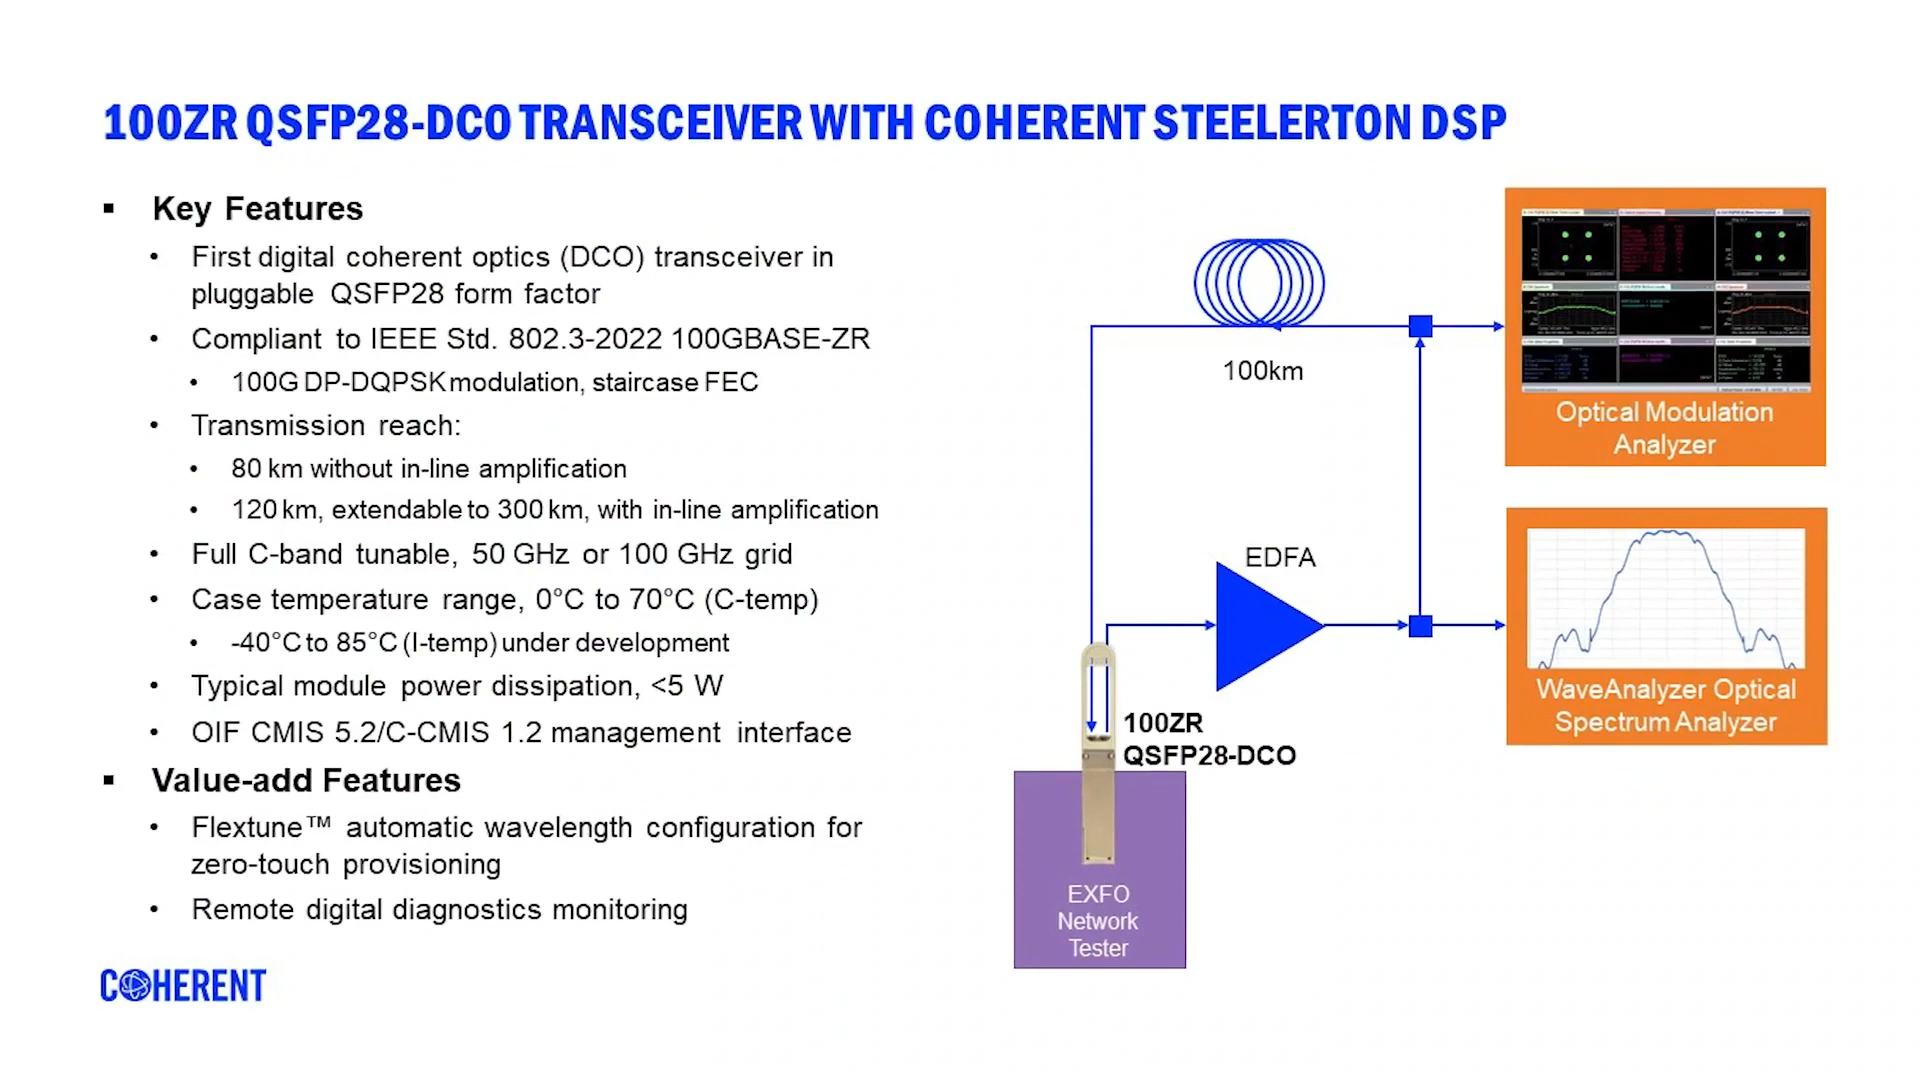 100ZR QSFP28-DCO TRANSCEIVER WITH COHERENT STEELERTON DSP
Key Features
First digital coherent optics (DCO) transceiver in
pluggable QSFP28 form factor
Compliant to IEEE Std. 802.3-2022 100GBASE-ZR
100G DP-DQPSK modulation, staircase FEC
Transmission reach:
80 km without in-line amplification
120 km, extendable to 300 km, with in-line amplification
Full C-band tunable, 50 GHz or 100 GHz grid
Case temperature range, 0°C to 70°C (C-temp)
-40°C to 85°C (I-temp) under development
Typical module power dissipation, <5 W
OIF CMIS 5.2/C-CMIS 1.2 management interface
Value-add Features
Flextune™ automatic wavelength configuration for
zero-touch provisioning
Remote digital diagnostics monitoring
COHERENT
100km
Optical Modulation
Analyzer
EDFA
WaveAnalyzer Optical
Spectrum Analyzer
100ZR
QSFP28-DCO
EXFO
Network
Tester